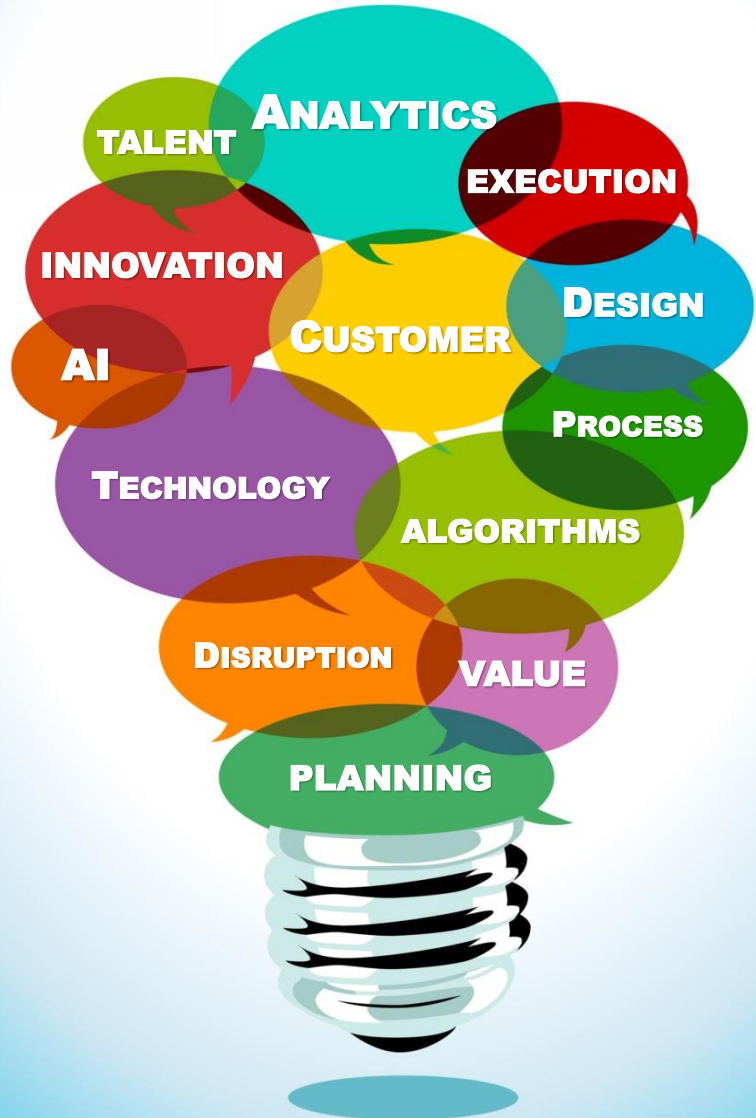 ANALYTICS
TALENT
EXECUTION
INNOVATION
DESIGN
CUSTOMER
AI
PROCESS
TECHNOLOGY
ALGORITHMS
DISRUPTION
VALUE
PLANNING